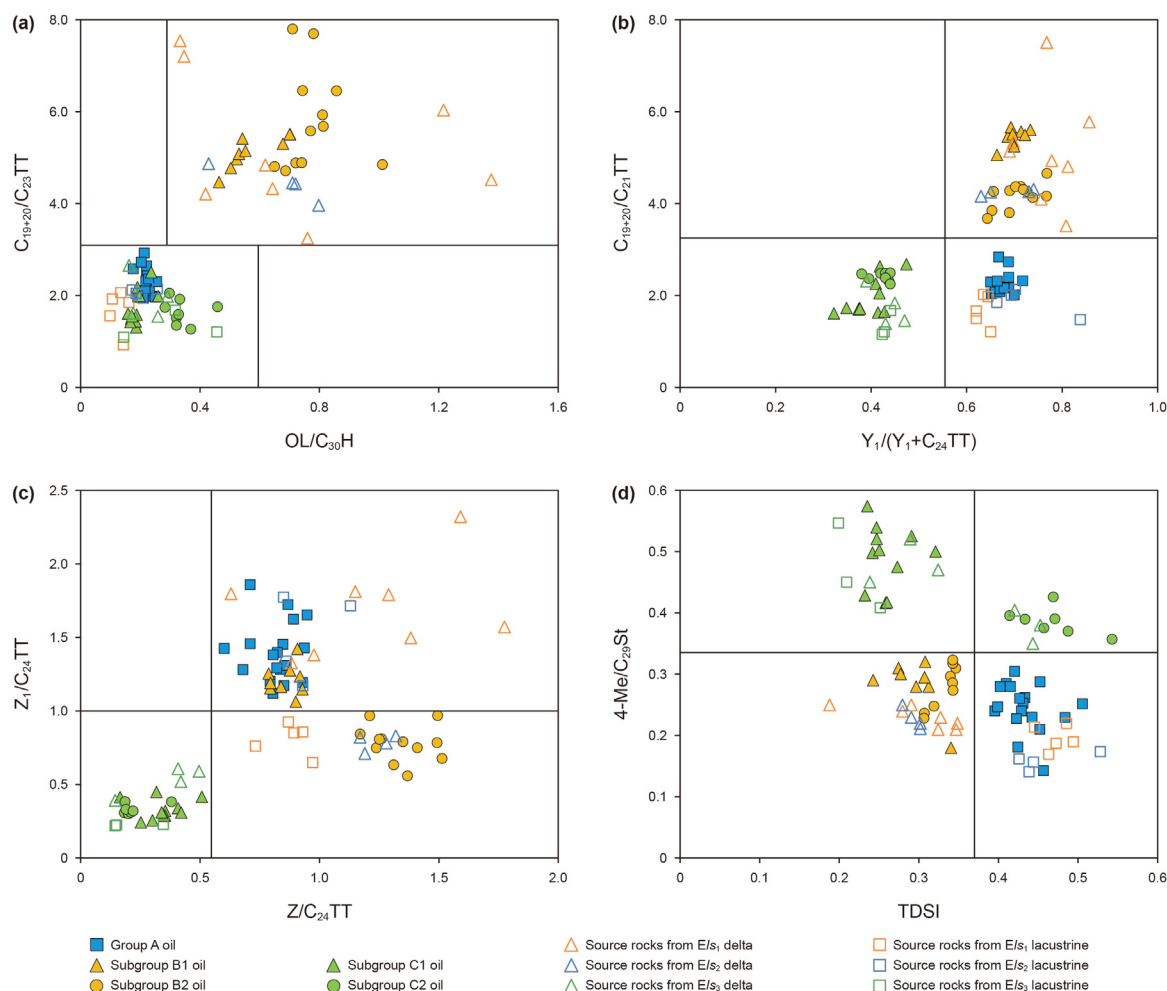 (a)
8.0
6.0
4.0
2.0
0
0 0.4 0.8 1.2 1.6
C19+20/C23TT
OL/C30H
(b)
8.0
6.0
4.0
2.0
0
0 0.2 0.4 0.6 0.8 1.0
C19+20/C21TT
Y1/(Y1+C24TT)
(c)
2.5
2.0
1.5
1.0
0.5
0
0 0.5 1.0 1.5 2.0
Z1/C24TT
Z/C24TT
(d)
0.6
0.5
0.4
0.3
0.2
0.1
0
0 0.1 0.2 0.3 0.4 0.5 0.6
4-Me/C29St
TDSI
Group A oil
Subgroup B1 oil
Subgroup B2 oil
Subgroup C1 oil
Subgroup C2 oil
Source rocks from Els1 delta
Source rocks from Els2 delta
Source rocks from Els3 delta
Source rocks from Els1 lacustrine
Source rocks from Els2 lacustrine
Source rocks from Els3 lacustrine